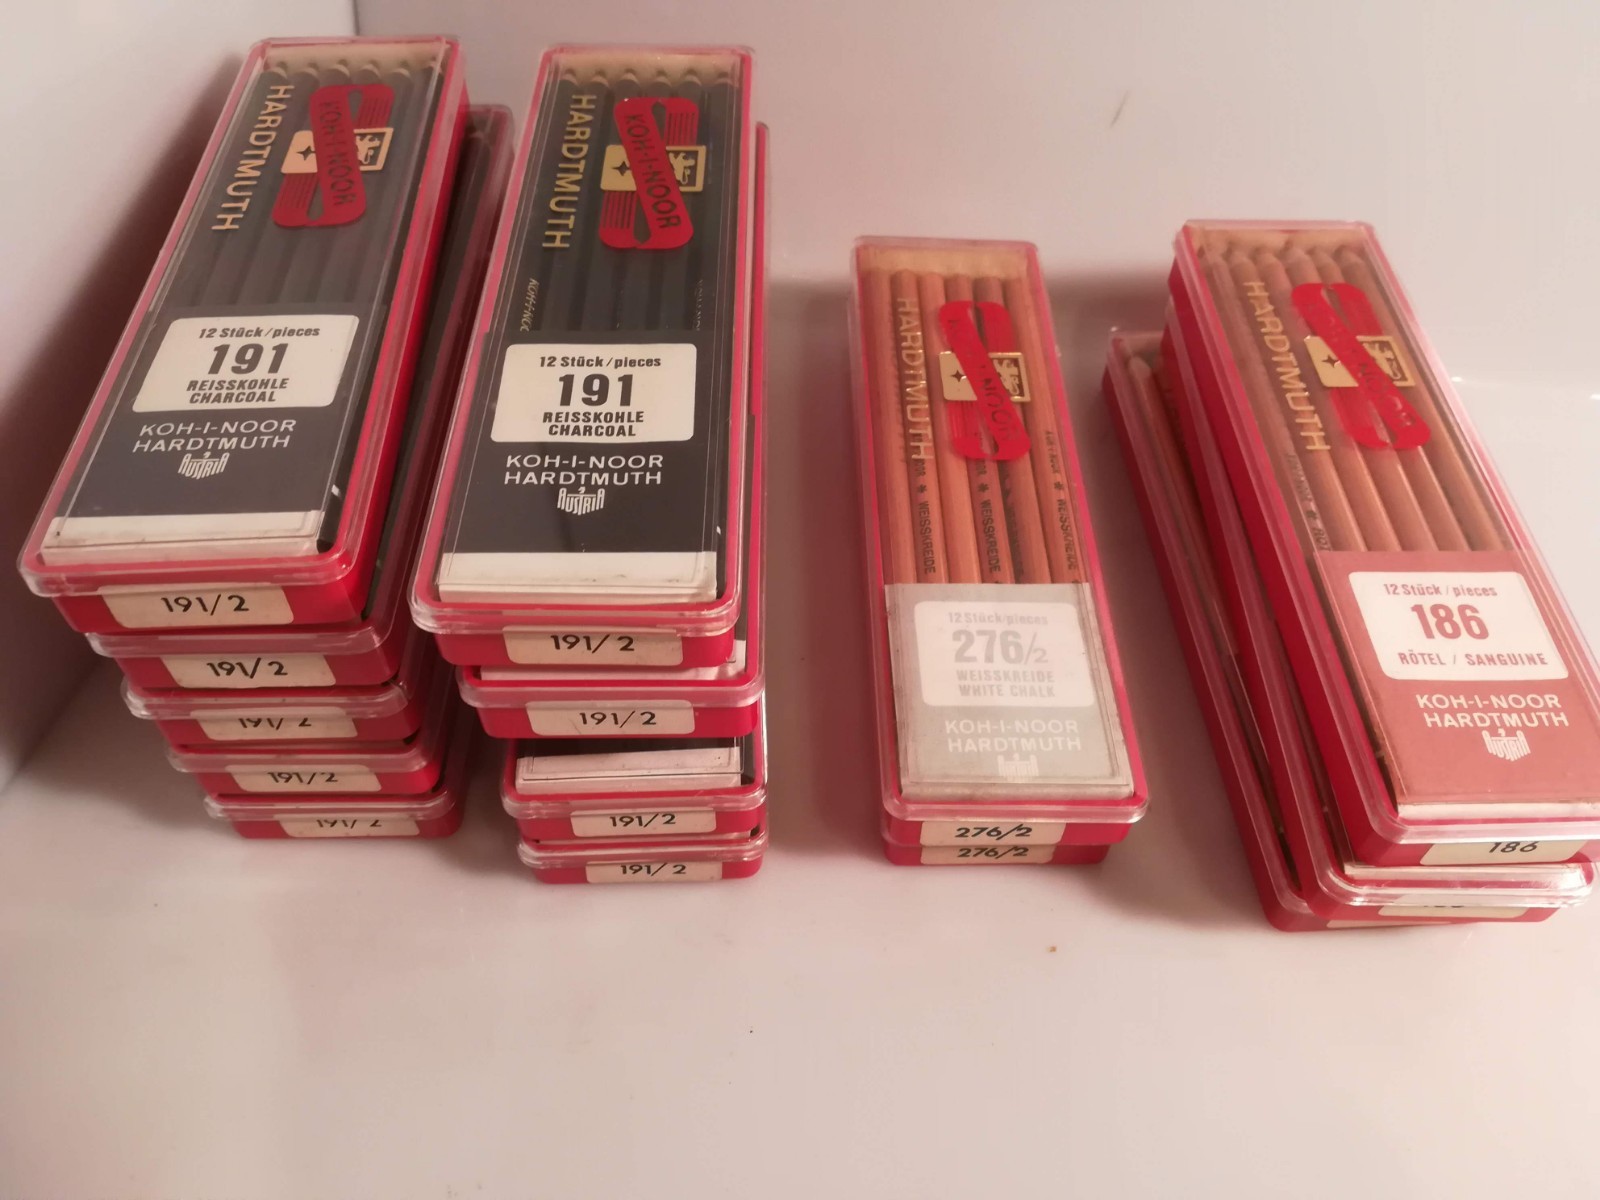 HARDTMUTH
KOH-I-NOOR
12 Stück/pieces
191
REISSKOHLE
CHARCOAL
KOH-I-NOOR
HARDTMUTH
AUSTRIA
191/2
191/2
191/2
191/2
191/2
HARDTMUTH
KOH-I-NOOR
12 Stück/pieces
191
REISSKOHLE
CHARCOAL
KOH-I-NOOR
HARDTMUTH
AUSTRIA
191/2
191/2
191/2
191/2
HARDTMUTH
KOH-I-NOOR
WEISSKREIDE
WEISSKREIDE
WEISSKREIDE
12 Stück/pieces
276/2
WEISSKREIDE
WHITE CHALK
KOH-I-NOOR
HARDTMUTH
AUSTRIA
276/2
276/2
HARDTMUTH
KOH-I-NOOR
12 Stück/pieces
186
RÖTEL / SANGUINE
KOH-I-NOOR
HARDTMUTH
AUSTRIA
186